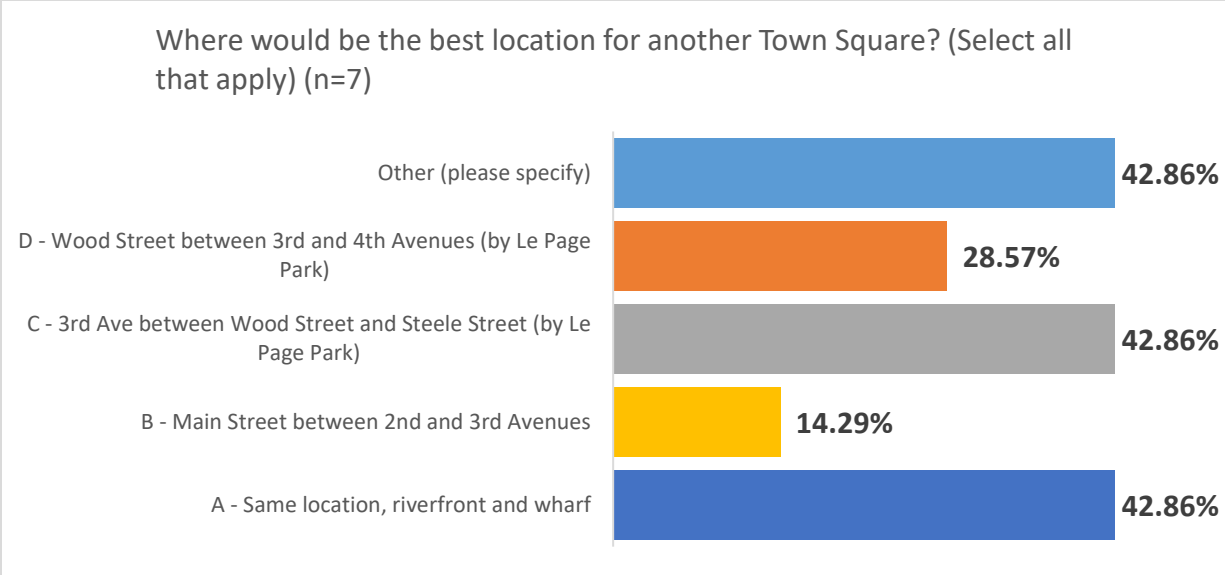 Where would be the best location for another Town Square? (Select all
that apply) (n=7)
Other (please specify)
42.86%
D - Wood Street between 3rd and 4th Avenues (by Le Page
Park)
28.57%
C - 3rd Ave between Wood Street and Steele Street (by Le
Page Park)
42.86%
B - Main Street between 2nd and 3rd Avenues
14.29%
A - Same location, riverfront and wharf
42.86%